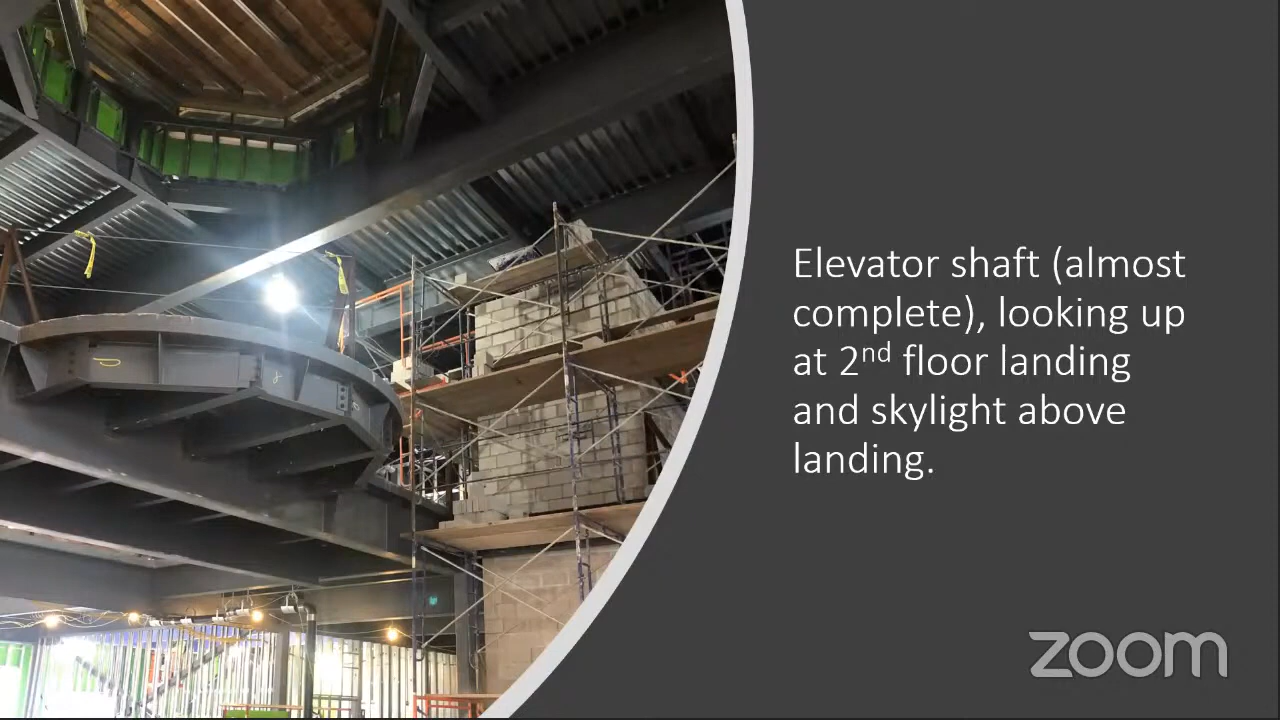 Elevator shaft (almost
complete), looking up
at 2nd floor landing
and skylight above
landing.
zoom